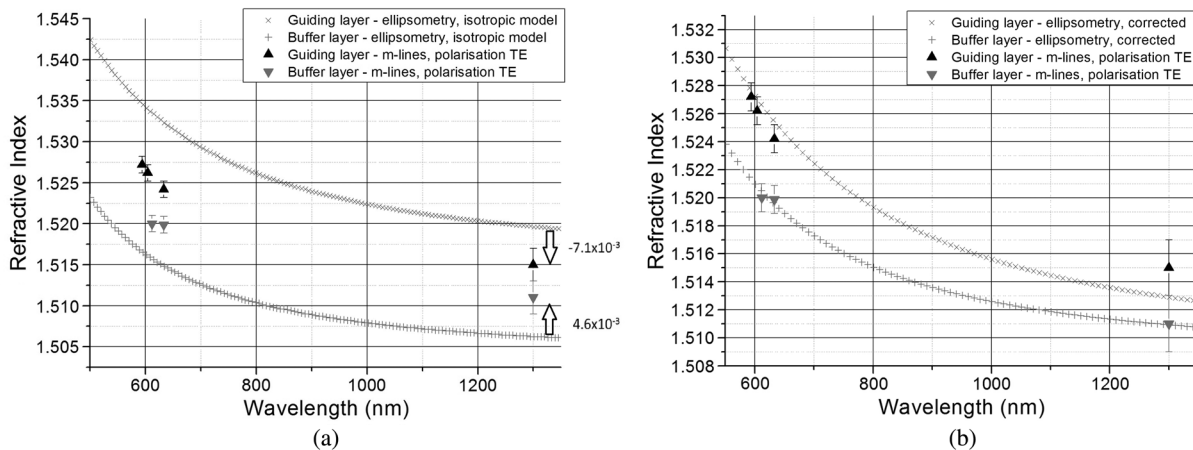 1.545
1.540
1.535
1.530
1.525
1.520
1.515
1.510
1.505
Refractive Index
× Guiding layer - ellipsometry, isotropic model
+ Buffer layer - ellipsometry, isotropic model
▲ Guiding layer - m-lines, polarisation TE
▼ Buffer layer - m-lines, polarisation TE
-7.1x10⁻³
4.6x10⁻³
600 800 1000 1200
Wavelength (nm)
(a)
1.532
1.530
1.528
1.526
1.524
1.522
1.520
1.518
1.516
1.514
1.512
1.510
1.508
Refractive Index
× Guiding layer - ellipsometry, corrected
+ Buffer layer - ellipsometry, corrected
▲ Guiding layer - m-lines, polarisation TE
▼ Buffer layer - m-lines, polarisation TE
600 800 1000 1200
Wavelength (nm)
(b)